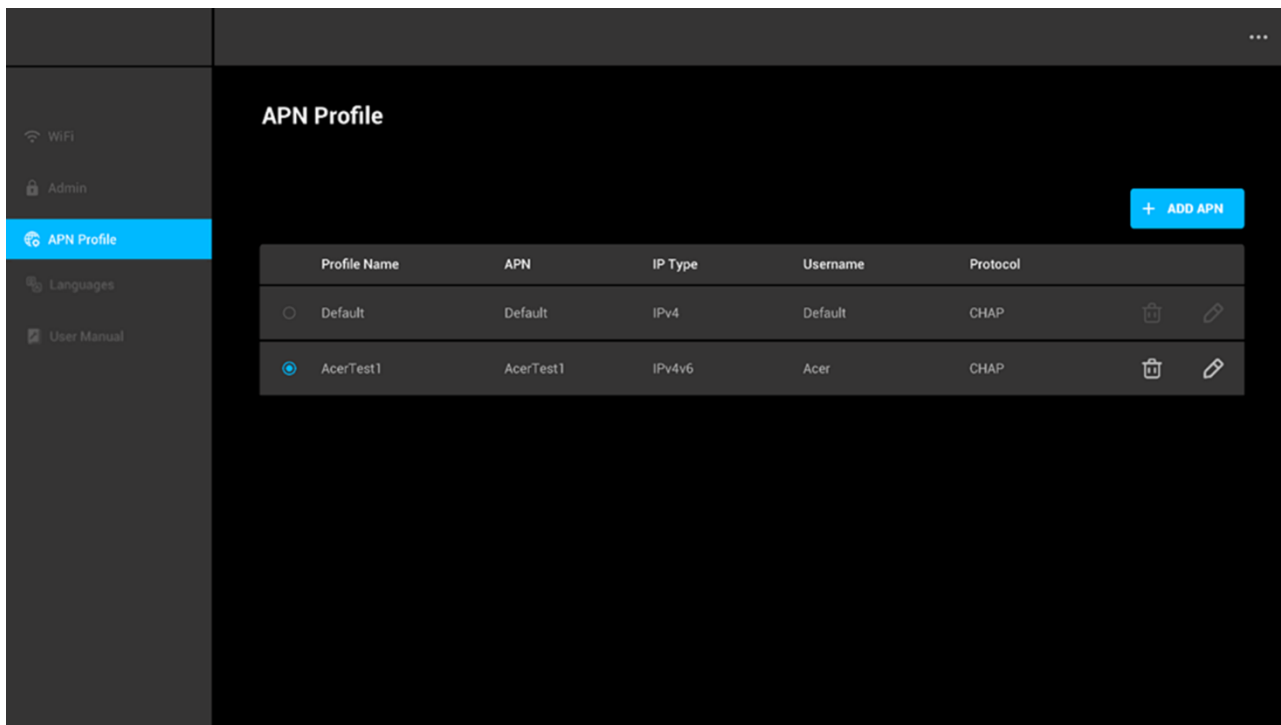 ...
WiFi
Admin
APN Profile
Languages
User Manual
APN Profile
+ ADD APN
Profile Name APN IP Type Username Protocol
Default Default IPv4 Default CHAP
AcerTest1 AcerTest1 IPv4v6 Acer CHAP